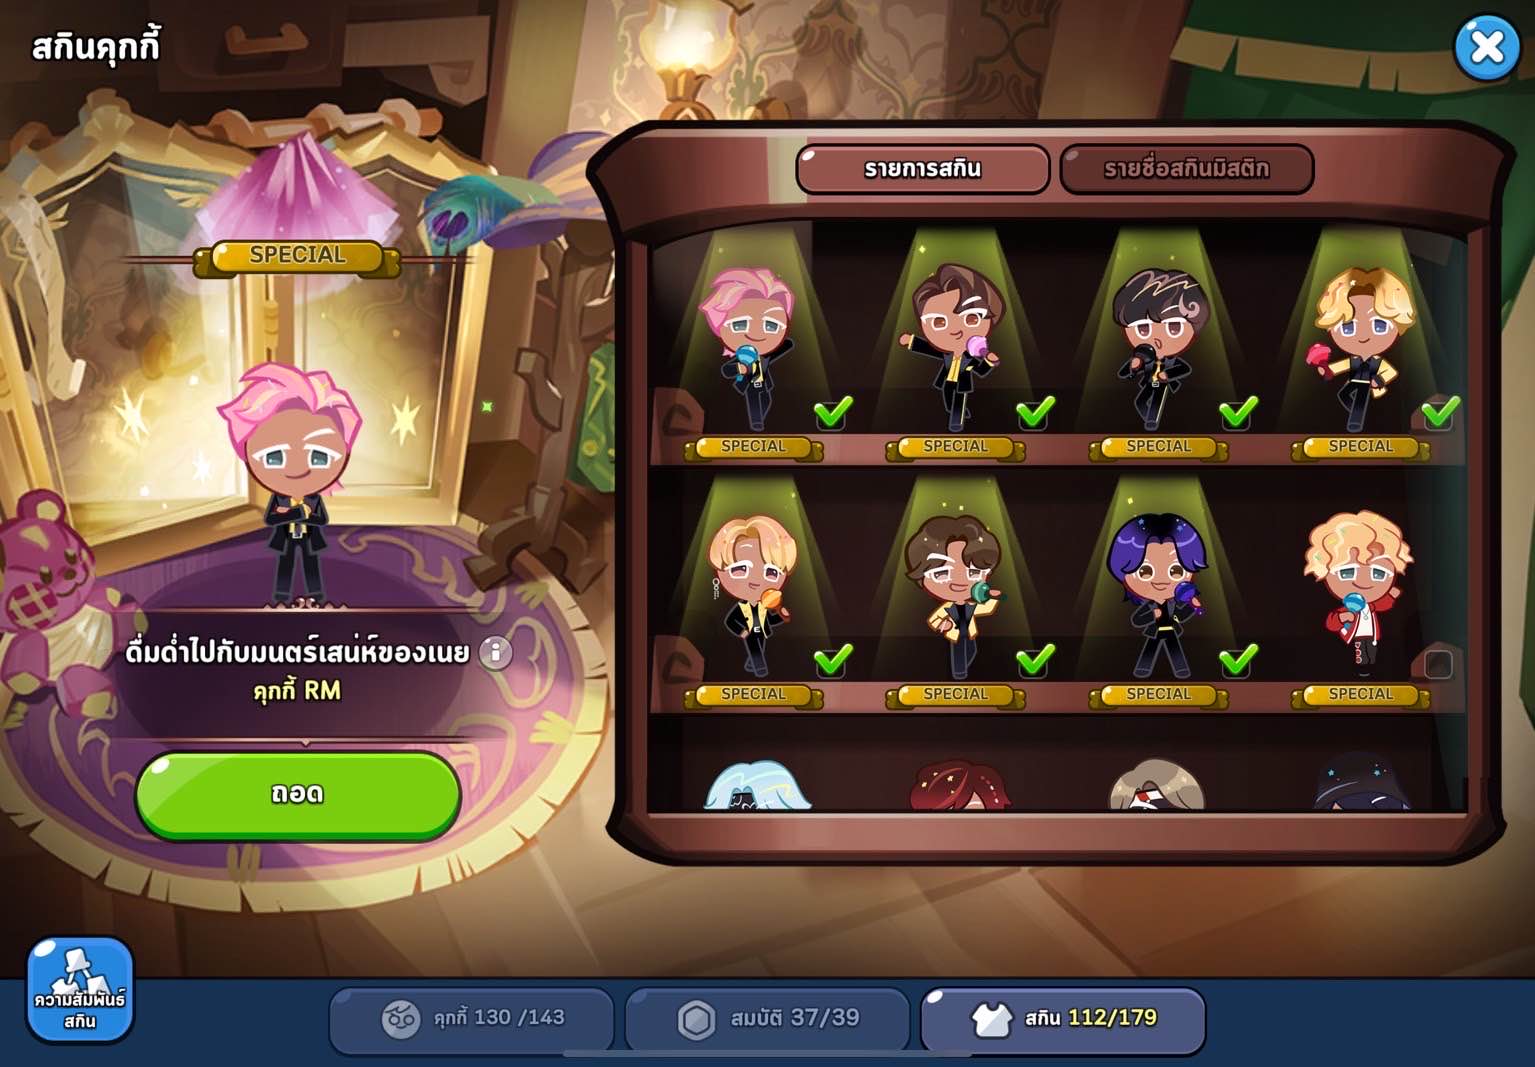 สกินคุกกี้
รายการสกิน
รายชื่อสกินมิสติก
SPECIAL
SPECIAL
SPECIAL
SPECIAL
SPECIAL
ดื่มด่ำไปกับมนตร์เสน่ห์ของเนย
คุกกี้ RM
SPECIAL
SPECIAL
SPECIAL
SPECIAL
ถอด
ความสัมพันธ์
สกิน
คุกกี้ 130 /143
สมบัติ 37/39
สกิน 112/179